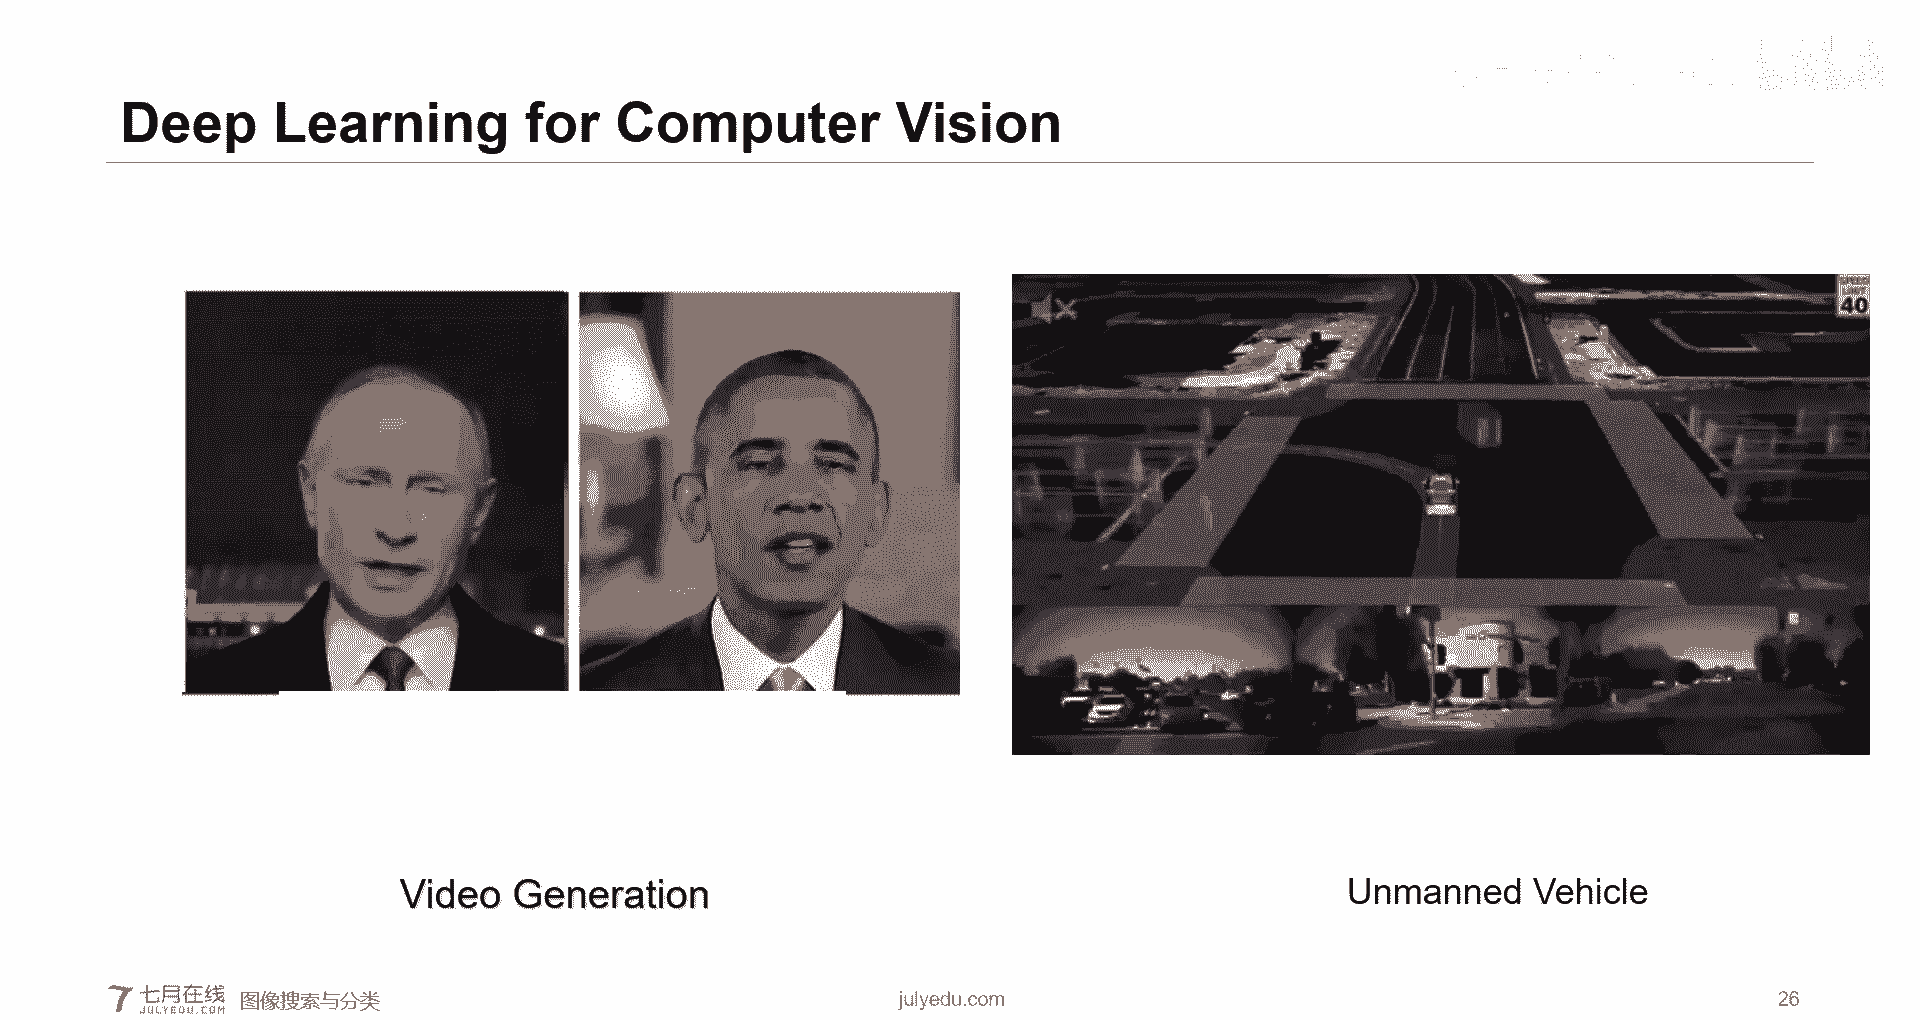 Deep Learning for Computer Vision
40
Video Generation
Unmanned Vehicle
七月在线
JULYEDU.COM
图像搜索与分类
julyedu.com
26